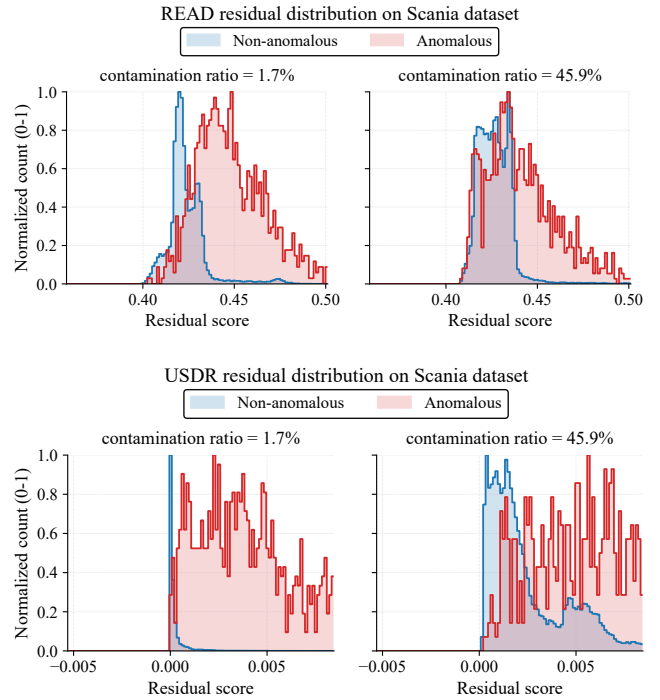 READ residual distribution on Scania dataset
Non-anomalous Anomalous
contamination ratio = 1.7% contamination ratio = 45.9%
Normalized count (0-1)
1.0
0.8
0.6
0.4
0.2
0.0
0.40 0.45 0.50 0.40 0.45 0.50
Residual score Residual score
USDR residual distribution on Scania dataset
Non-anomalous Anomalous
contamination ratio = 1.7% contamination ratio = 45.9%
Normalized count (0-1)
1.0
0.8
0.6
0.4
0.2
0.0
−0.005 0.000 0.005 −0.005 0.000 0.005
Residual score Residual score